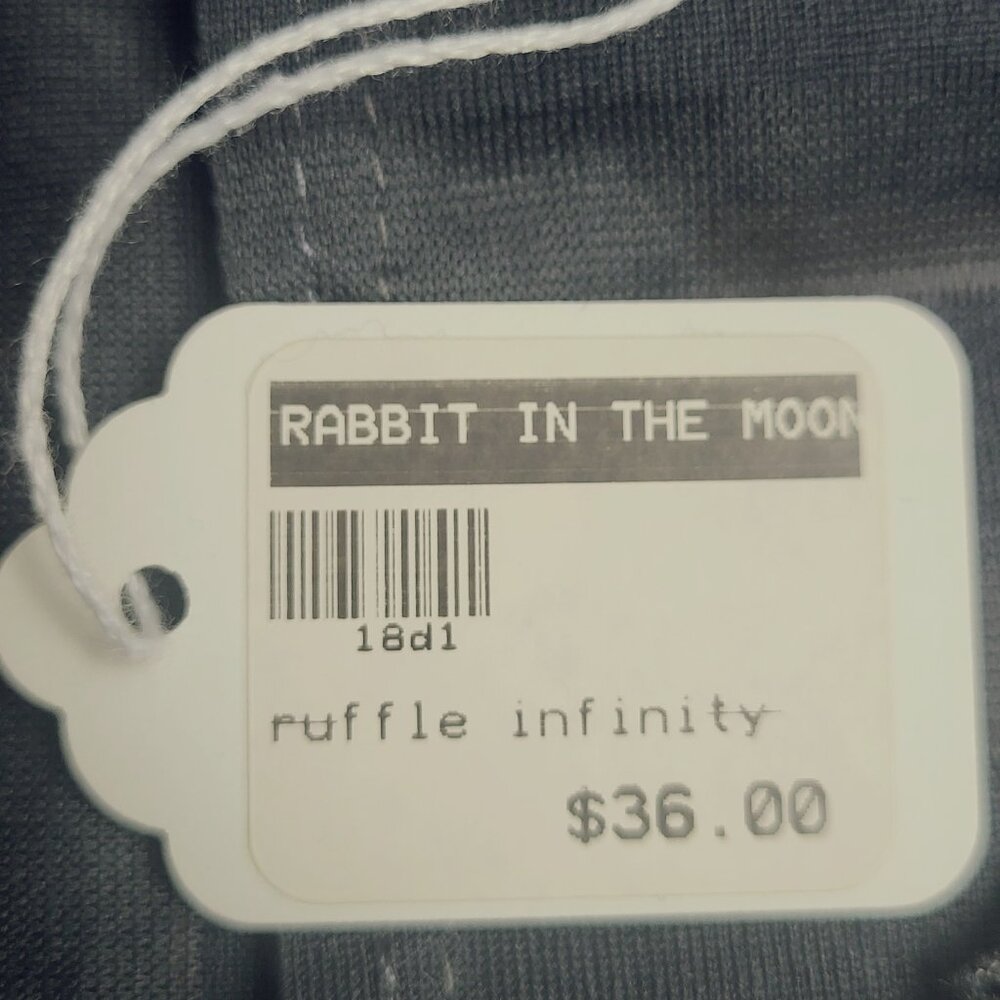 RABBIT IN THE MOON
18d1
ruffle infinity
$36.00